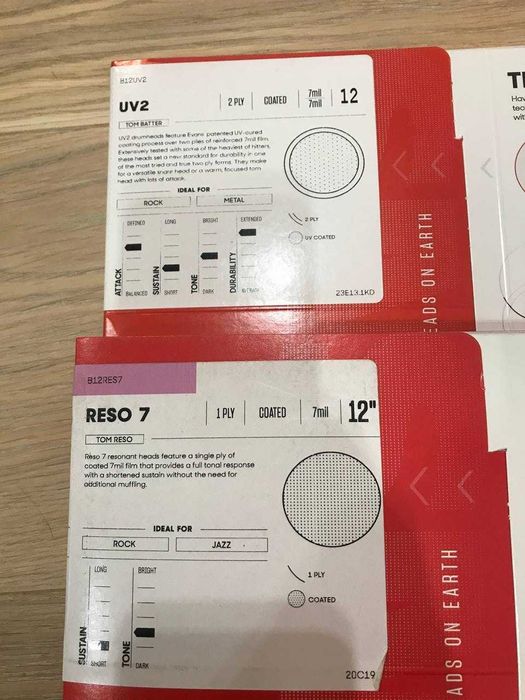 B12UV2
UV2
2 PLY
COATED
7mil
7mil
12
TOM BATTER
UV2 drumheads feature Evans patented UV-cured
coating process over two plies of reinforced 7mil film.
Extensively tested with some of the heaviest of hitters,
these heads set a new standard for durability in one
of the most tried and true two ply forms. They make
for a versatile snare head or a warm, focused tom
head with lots of attack.
IDEAL FOR
ROCK
METAL
DEFINED
LONG
BRIGHT
EXTENDED
ATTACK
SUSTAIN
TONE
DURABILITY
BALANCED
SHORT
DARK
AVERAGE
2 PLY
UV COATED
23E13.1KD
EADS ON EARTH
Hav
tec
wit
B12RES7
RESO 7
1 PLY
COATED
7mil
12"
TOM RESO
Reso 7 resonant heads feature a single ply of
coated 7mil film that provides a full tonal response
with a shortened sustain without the need for
additional muffling.
IDEAL FOR
ROCK
JAZZ
LONG
BRIGHT
SUSTAIN
TONE
SHORT
DARK
1 PLY
COATED
20C19
ADS ON EARTH